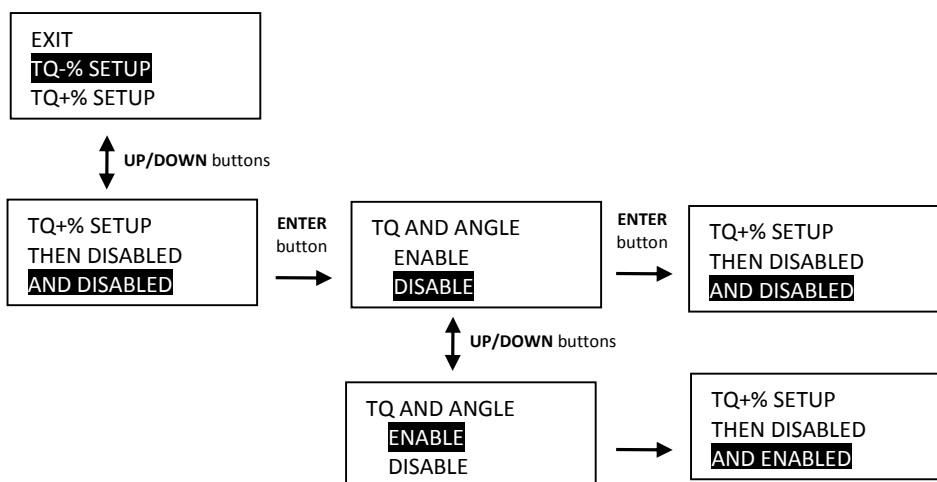 EXIT
TQ-% SETUP
TQ+% SETUP
UP/DOWN buttons
TQ+% SETUP
THEN DISABLED
AND DISABLED
ENTER
button
TQ AND ANGLE
ENABLE
DISABLE
ENTER
button
TQ+% SETUP
THEN DISABLED
AND DISABLED
UP/DOWN buttons
TQ AND ANGLE
ENABLE
DISABLE
TQ+% SETUP
THEN DISABLED
AND ENABLED